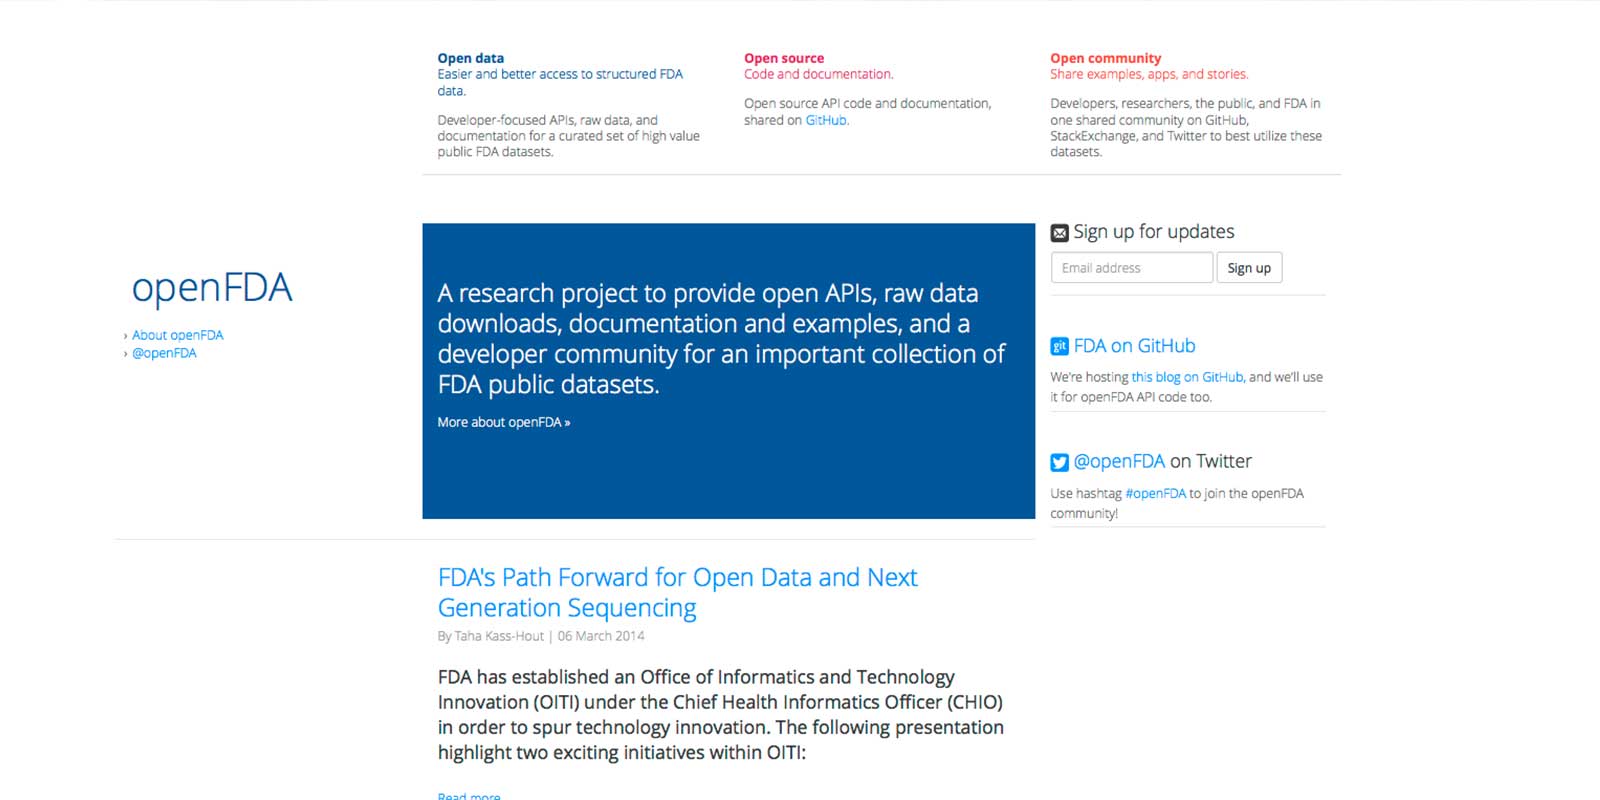 Open data
Easier and better access to structured FDA
data.
Developer-focused APIs, raw data, and
documentation for a curated set of high value
public FDA datasets.
Open source
Code and documentation.
Open source API code and documentation,
shared on GitHub.
Open community
Share examples, apps, and stories.
Developers, researchers, the public, and FDA in
one shared community on GitHub,
StackExchange, and Twitter to best utilize these
datasets.
openFDA
› About openFDA
› @openFDA
A research project to provide open APIs, raw data
downloads, documentation and examples, and a
developer community for an important collection of
FDA public datasets.
More about openFDA »
Sign up for updates
Email address
Sign up
git FDA on GitHub
We're hosting this blog on GitHub, and we'll use
it for openFDA API code too.
@openFDA on Twitter
Use hashtag #openFDA to join the openFDA
community!
FDA's Path Forward for Open Data and Next
Generation Sequencing
By Taha Kass-Hout | 06 March 2014
FDA has established an Office of Informatics and Technology
Innovation (OITI) under the Chief Health Informatics Officer (CHIO)
in order to spur technology innovation. The following presentation
highlight two exciting initiatives within OITI:
Read more